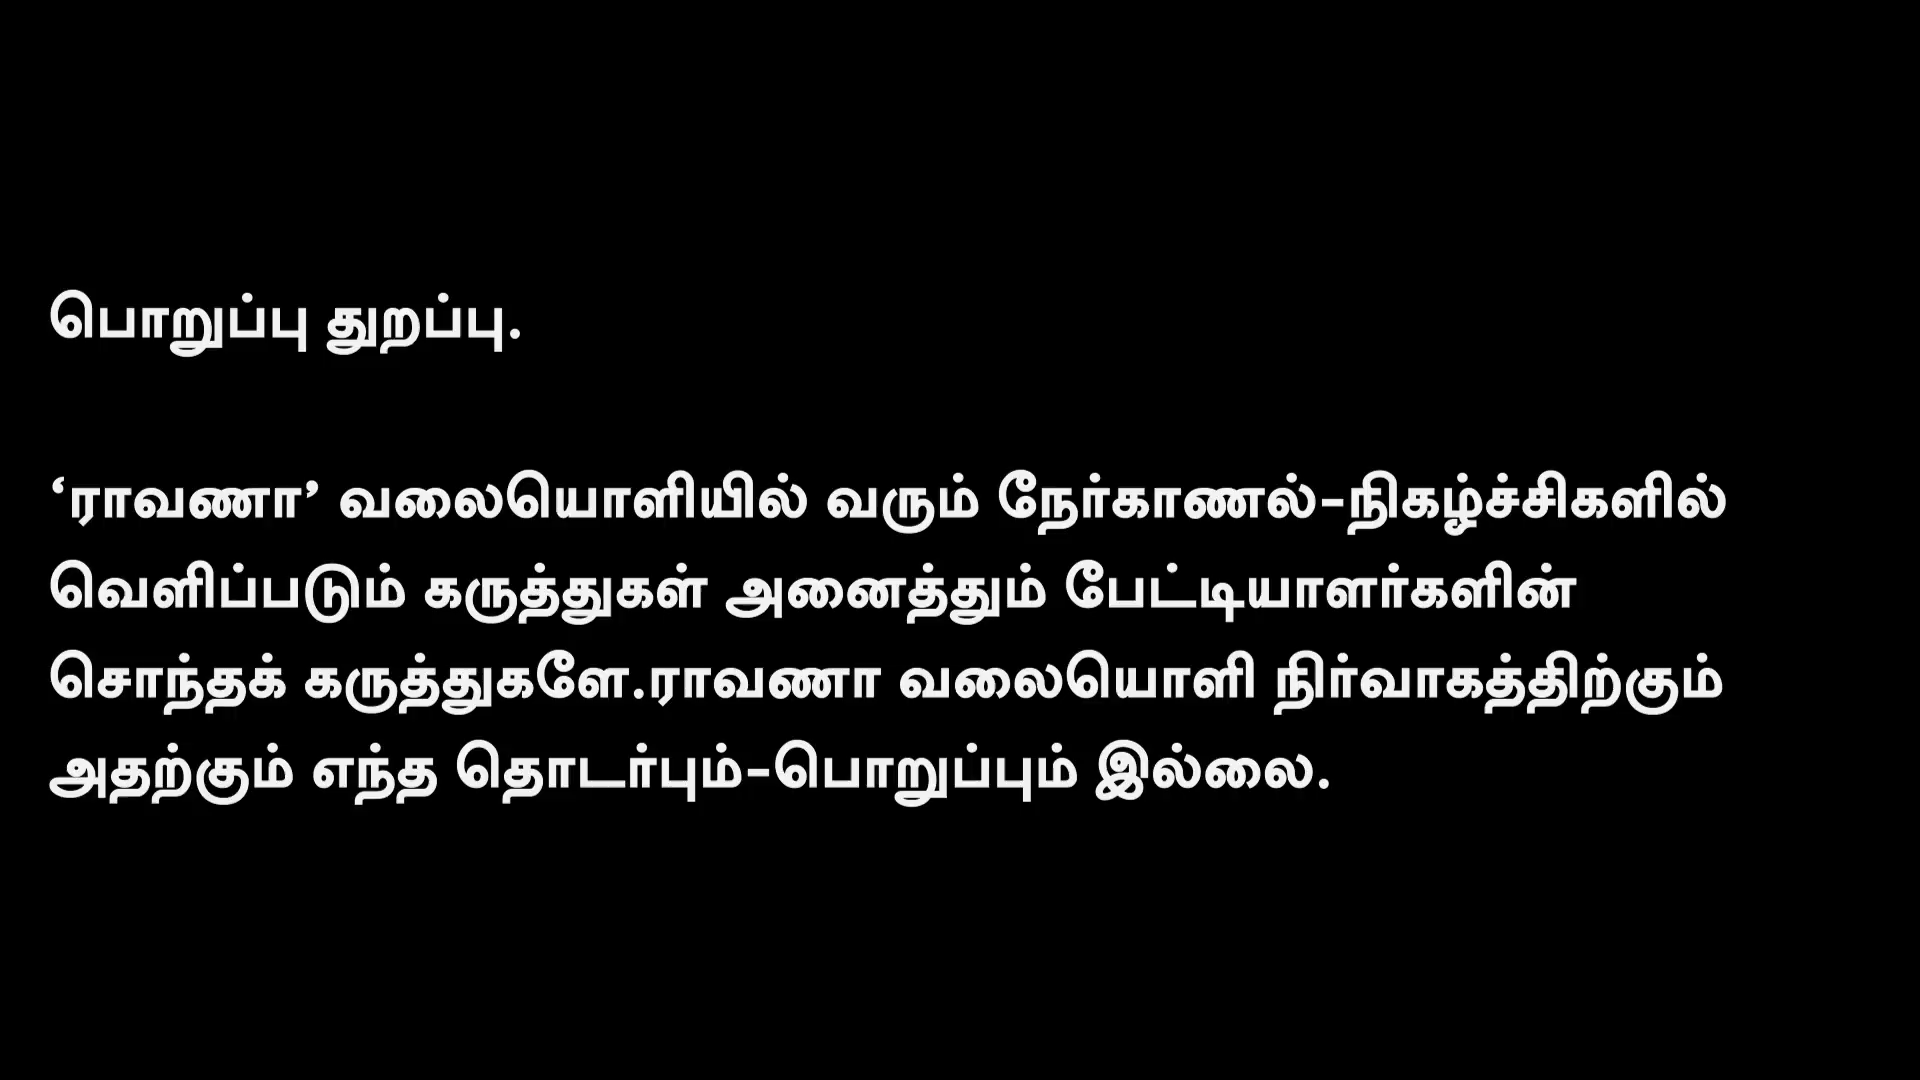 பொறுப்பு துறப்பு.
‘ராவணா’ வலையொளியில் வரும் நேர்காணல்-நிகழ்ச்சிகளில்
வெளிப்படும் கருத்துகள் அனைத்தும் பேட்டியாளர்களின்
சொந்தக் கருத்துகளே.ராவணா வலையொளி நிர்வாகத்திற்கும்
அதற்கும் எந்த தொடர்பும்-பொறுப்பும் இல்லை.